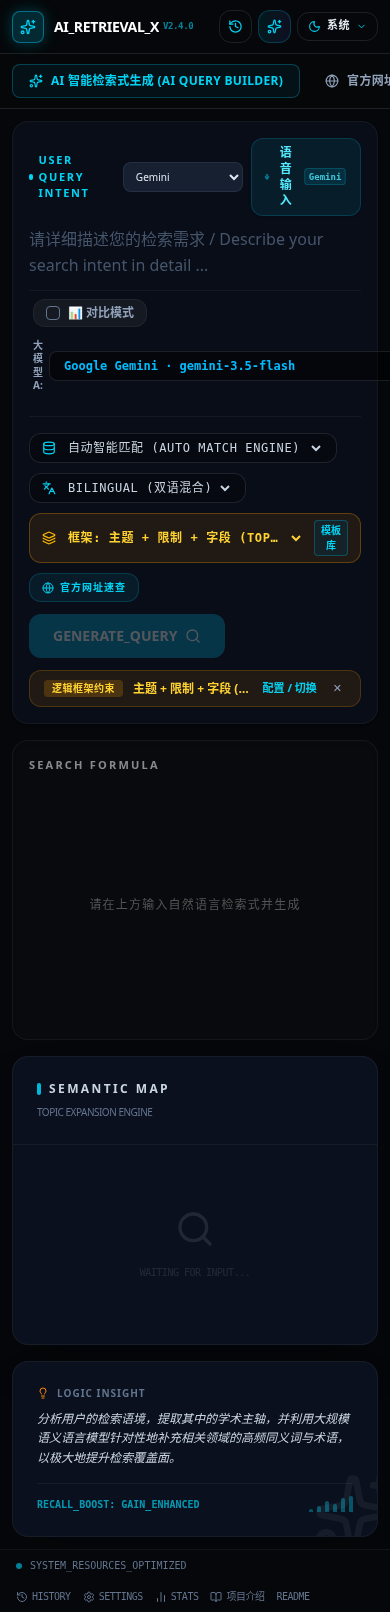 AI_RETRIEVAL_X V2.4.0 系统
AI 智能检索式生成 (AI QUERY BUILDER) 官方网
USER QUERY INTENT
Gemini
语音输入 Gemini
请详细描述您的检索需求 / Describe your
search intent in detail ...
📊 对比模式
大模型 A:
Google Gemini · gemini-3.5-flash
自动智能匹配 (AUTO MATCH ENGINE)
BILINGUAL (双语混合)
框架: 主题 + 限制 + 字段 (TOP…
模板库
官方网址速查
GENERATE_QUERY
逻辑框架约束 主题 + 限制 + 字段 (... 配置 / 切换 ×
SEARCH FORMULA
请在上方输入自然语言检索式并生成
SEMANTIC MAP
TOPIC EXPANSION ENGINE
WAITING FOR INPUT...
LOGIC INSIGHT
分析用户的检索语境，提取其中的学术主轴，并利用大规模
语义语言模型针对性地补充相关领域的高频同义词与术语，
以极大地提升检索覆盖面。
RECALL_BOOST: GAIN_ENHANCED
SYSTEM_RESOURCES_OPTIMIZED
HISTORY SETTINGS STATS 项目介绍 README